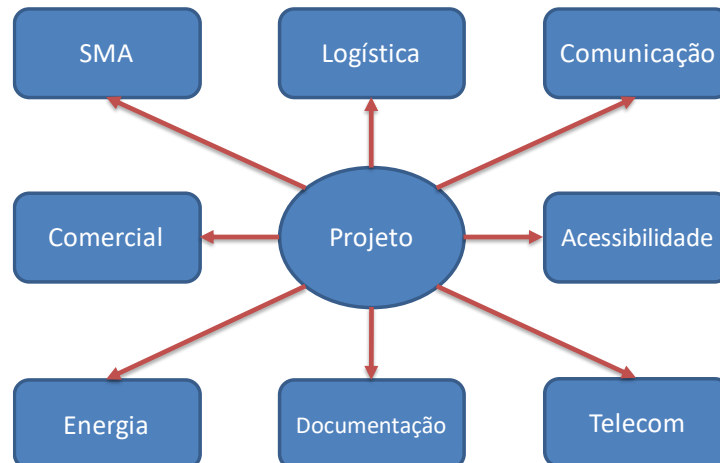 SMA
Logística
Comunicação
Comercial
Projeto
Acessibilidade
Energia
Documentação
Telecom